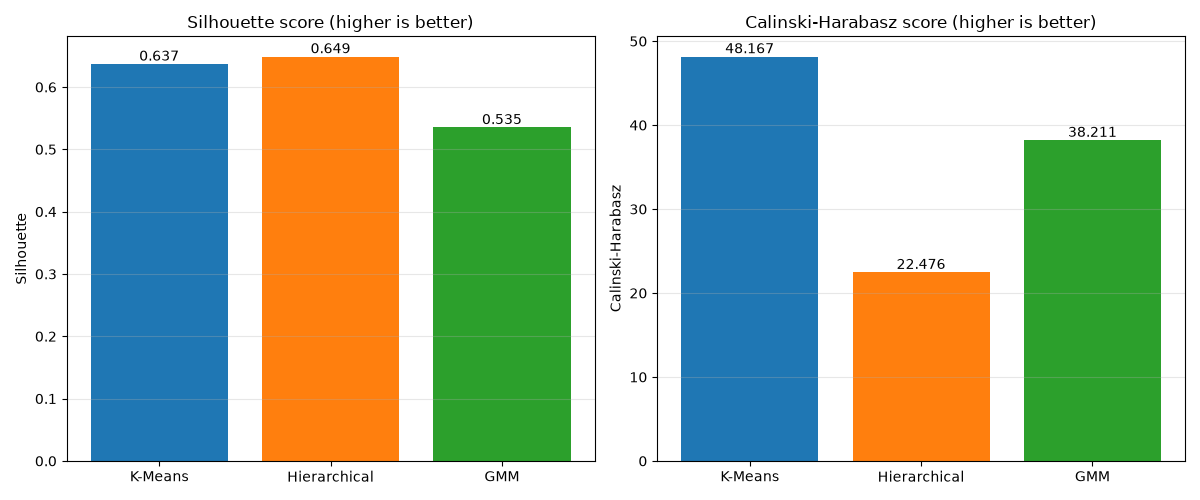 Silhouette score (higher is better)
0.637
0.649
0.535
0.6
0.5
0.4
0.3
0.2
0.1
0.0
Silhouette
K-Means
Hierarchical
GMM
Calinski-Harabasz score (higher is better)
48.167
22.476
38.211
50
40
30
20
10
0
Calinski-Harabasz
K-Means
Hierarchical
GMM